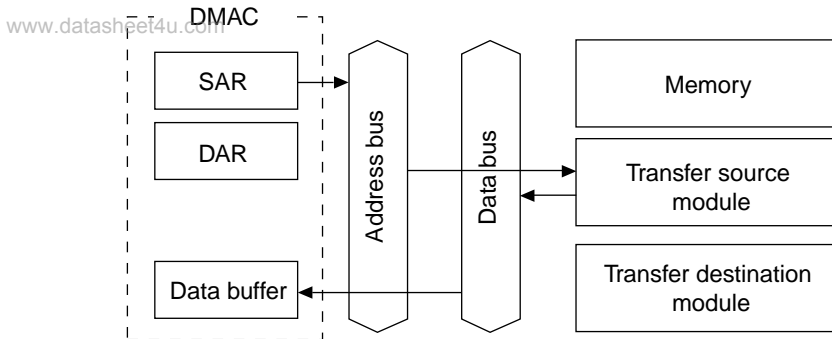 DMAC
www.datasheet4u.com
SAR
DAR
Data buffer
Address bus
Data bus
Memory
Transfer source
module
Transfer destination
module